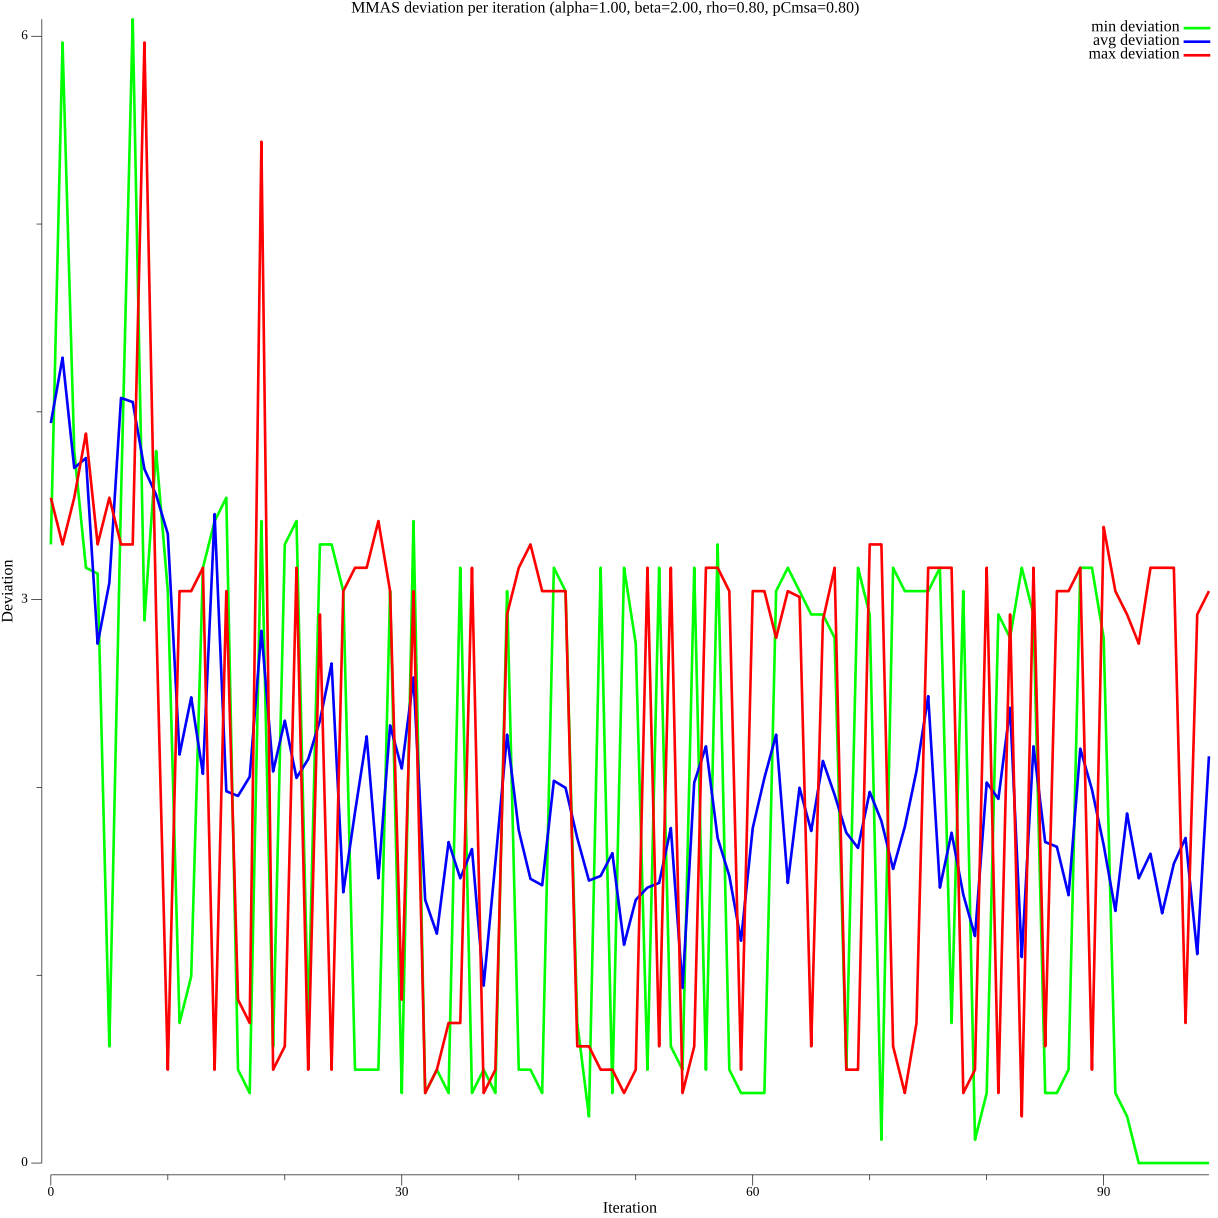 MMAS deviation per iteration (alpha=1.00, beta=2.00, rho=0.80, pCmsa=0.80)
min deviation
avg deviation
max deviation
6
3
0
Deviation
0 30 60 90
Iteration